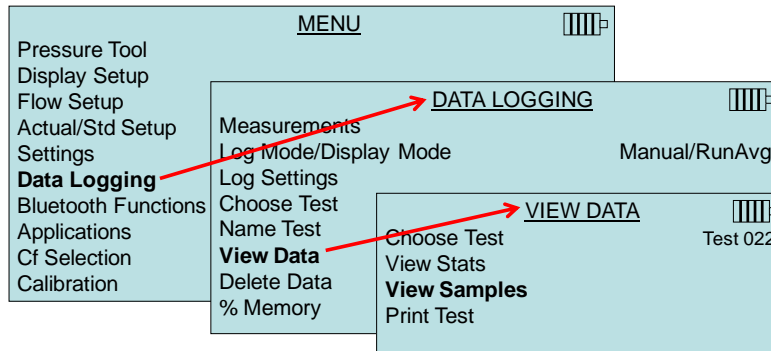 MENU
Pressure Tool
Display Setup
Flow Setup
Actual/Std Setup
Settings
Data Logging
Bluetooth Functions
Applications
Cf Selection
Calibration
DATA LOGGING
Measurements
Log Mode/Display Mode Manual/RunAvg
Log Settings
Choose Test
Name Test
View Data
Delete Data
% Memory
VIEW DATA
Choose Test Test 022
View Stats
View Samples
Print Test